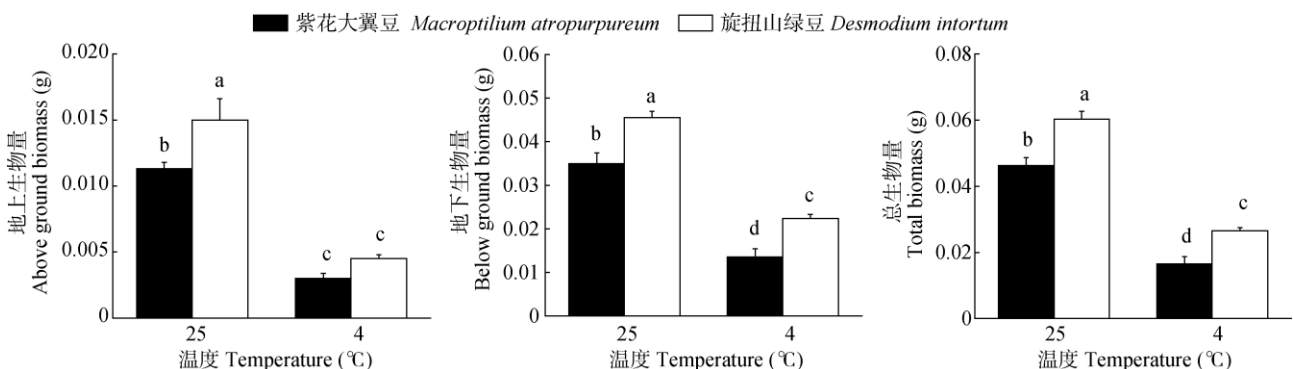 紫花大翼豆 Macroptilium atropurpureum 旋扭山绿豆 Desmodium intortum
地上生物量
Above ground biomass (g)
0.020
0.015
0.010
0.005
0
b
a
c
c
25
4
温度 Temperature (℃)
地下生物量
Below ground biomass (g)
0.06
0.05
0.04
0.03
0.02
0.01
0
b
a
d
c
25
4
温度 Temperature (℃)
总生物量
Total biomass (g)
0.08
0.06
0.04
0.02
0
b
a
d
c
25
4
温度 Temperature (℃)